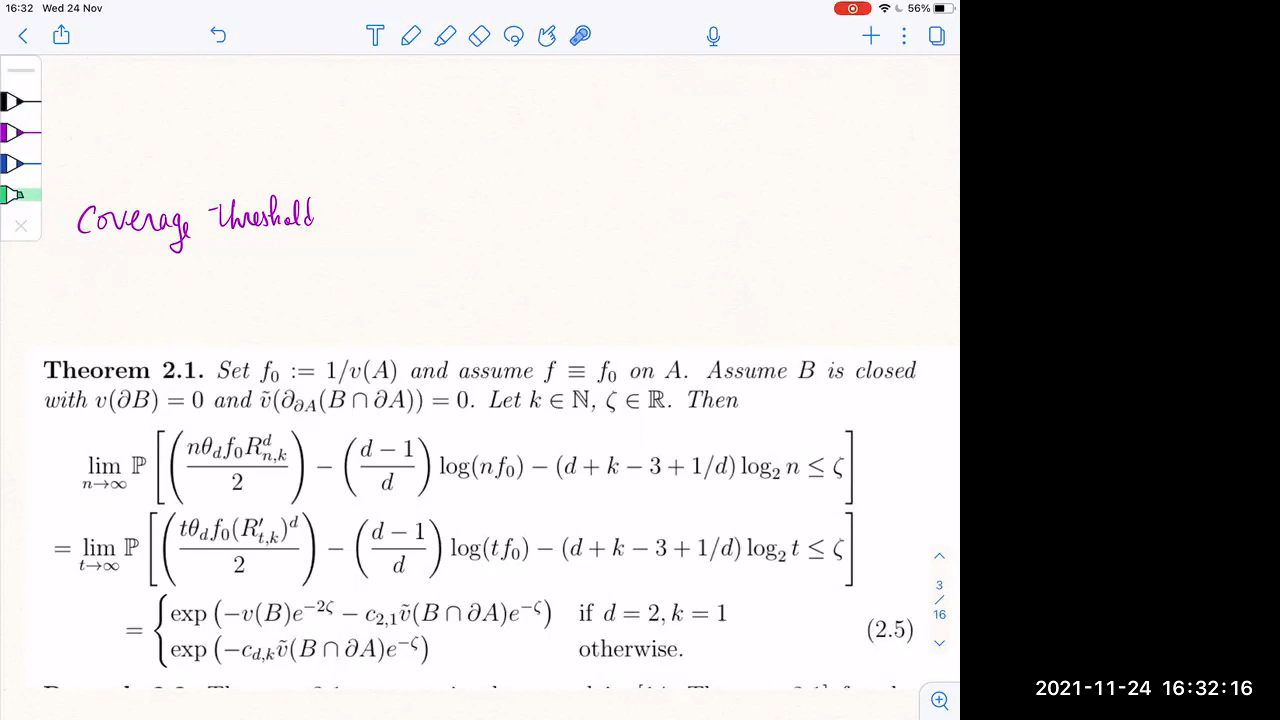 16:32 Wed 24 Nov
56%
Coverage threshold
Theorem 2.1. Set f₀ := 1/v(A) and assume f ≡ f₀ on A. Assume B is closed
with v(∂B) = 0 and ṽ(∂_{∂A}(B ∩ ∂A)) = 0. Let k ∈ ℕ, ζ ∈ ℝ. Then
lim_{n→∞} ℙ[(nθ_d f₀ R^d_{n,k} / 2) − ((d − 1)/d) log(nf₀) − (d + k − 3 + 1/d) log₂ n ≤ ζ]
= lim_{t→∞} ℙ[(tθ_d f₀ (R′_{t,k})^d / 2) − ((d − 1)/d) log(tf₀) − (d + k − 3 + 1/d) log₂ t ≤ ζ]
= { exp(−v(B)e^{−2ζ} − c_{2,1}ṽ(B ∩ ∂A)e^{−ζ}) if d = 2, k = 1
exp(−c_{d,k}ṽ(B ∩ ∂A)e^{−ζ}) otherwise. (2.5)
3
/
16
2021-11-24 16:32:16